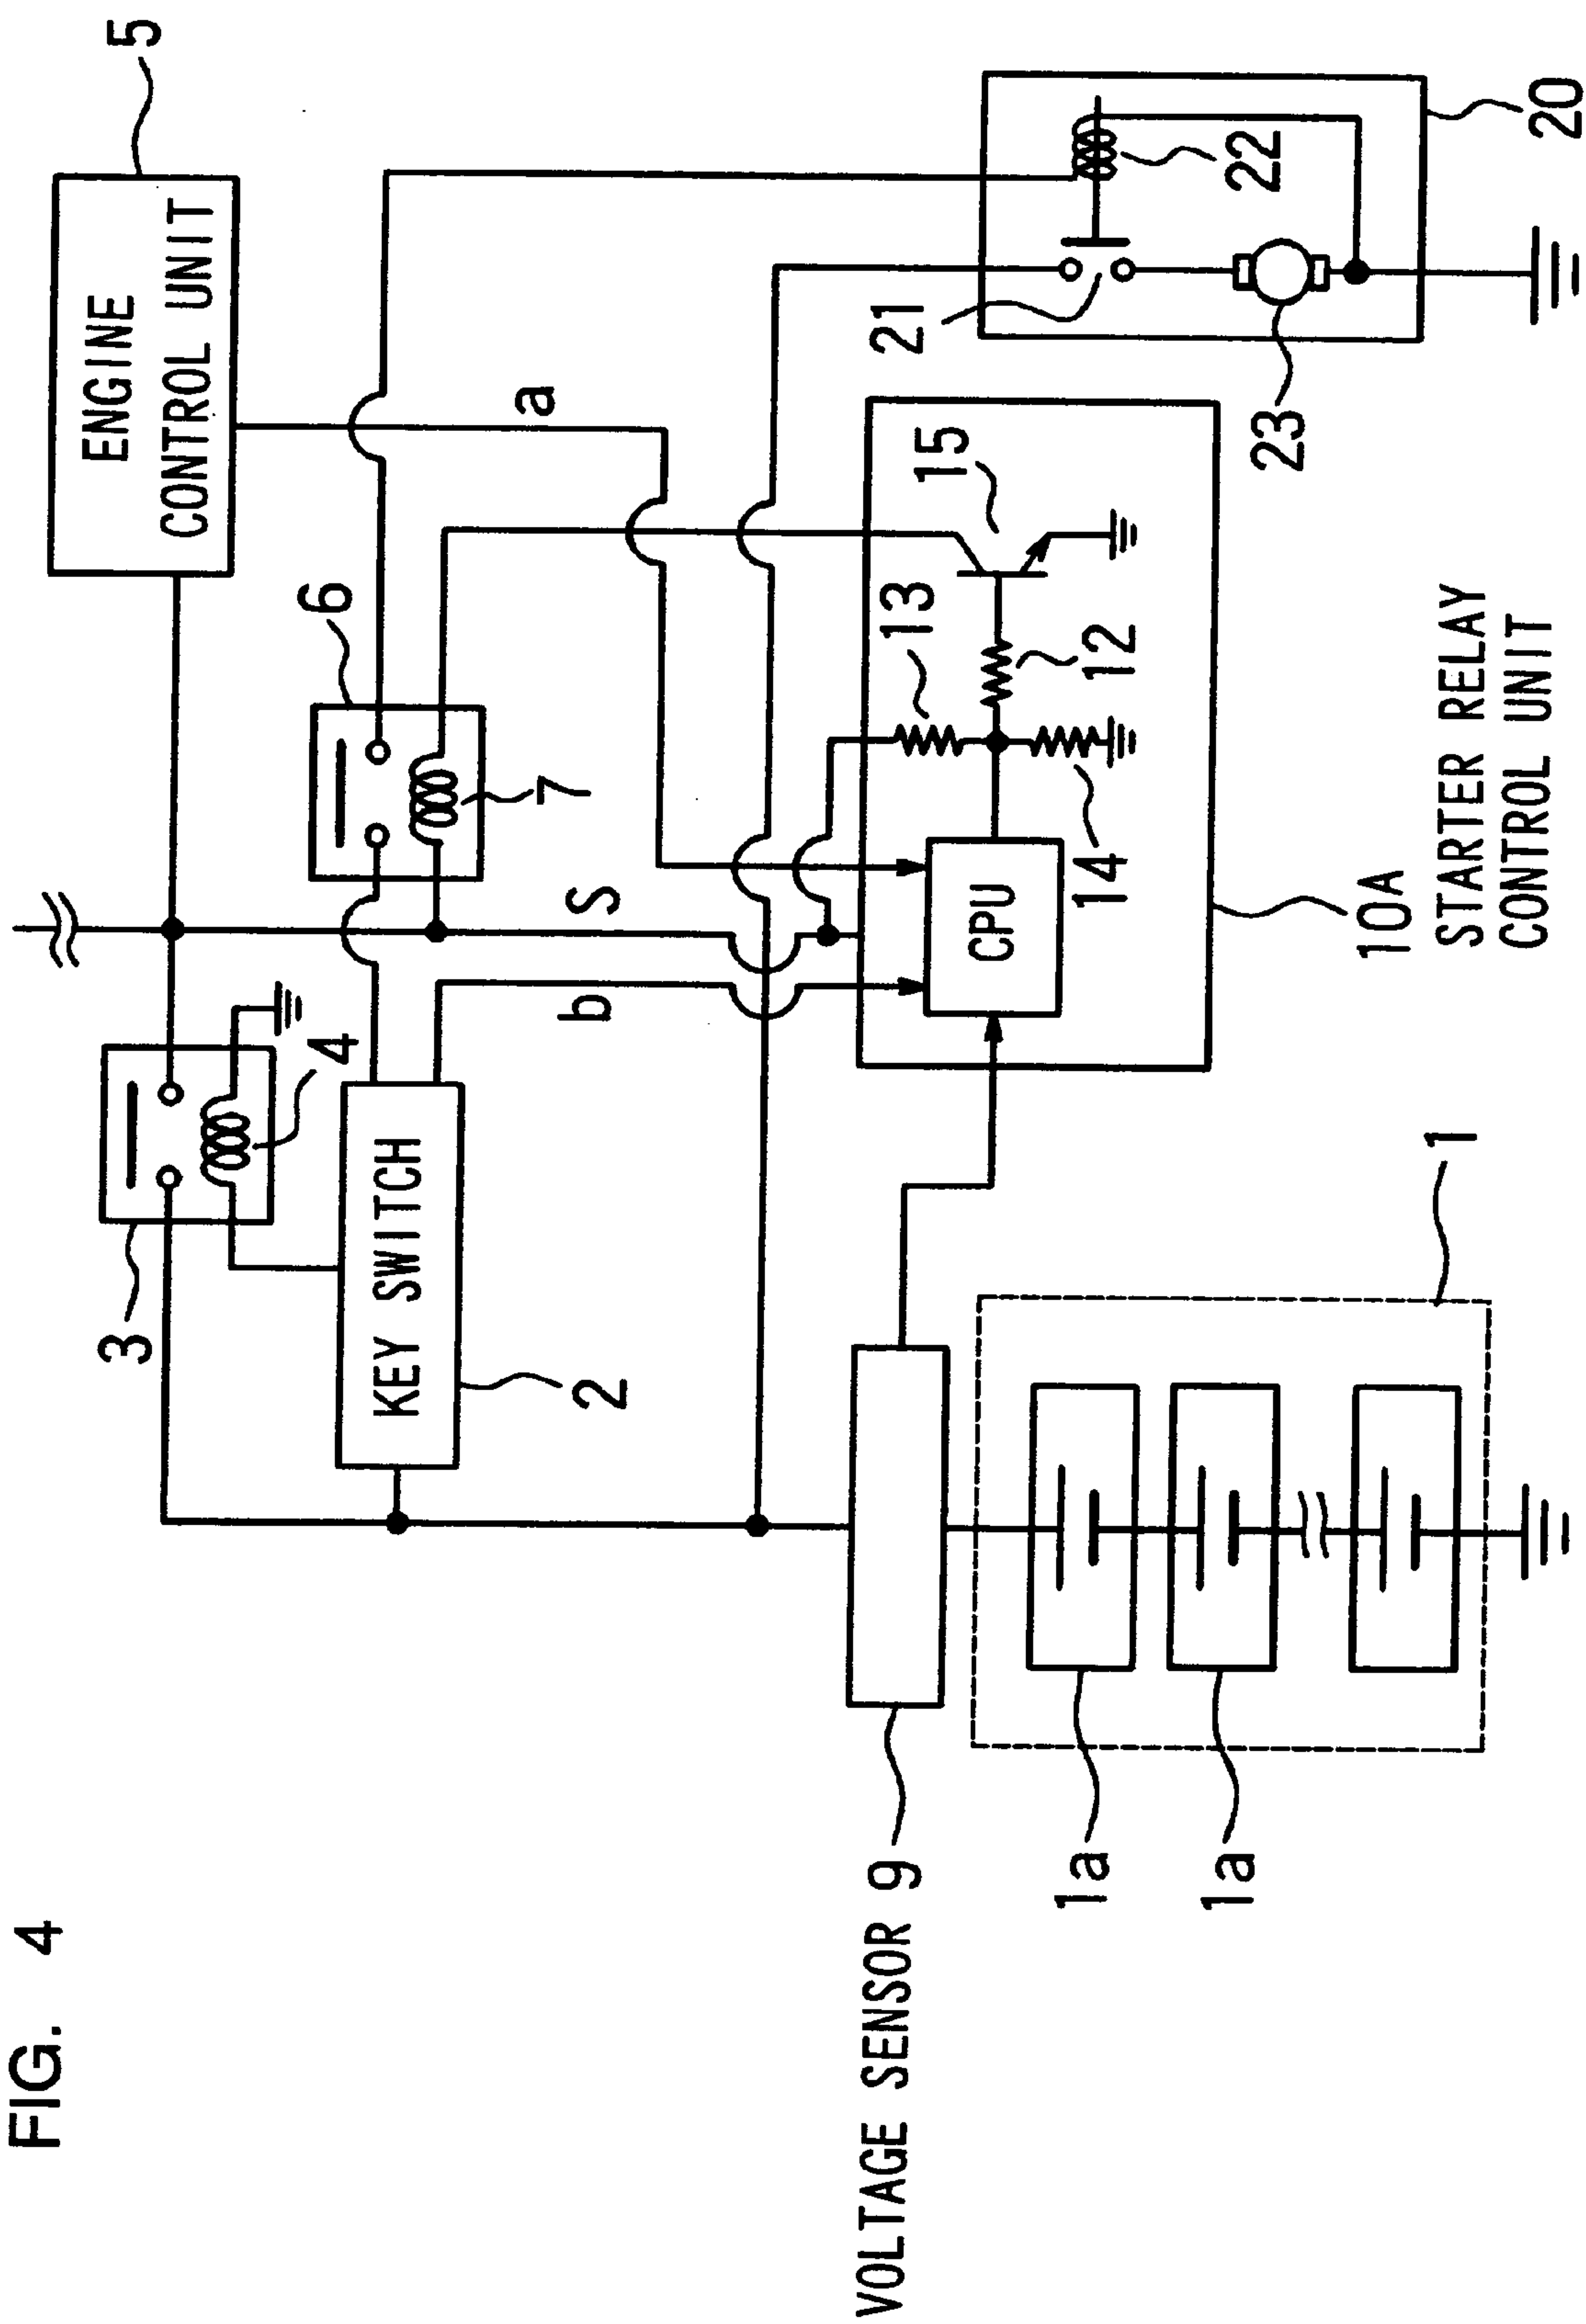 FIG. 4
5
ENGINE
CONTROL UNIT
3
4
6
7
KEY SWITCH
2
S
a
b
21
22
20
23
15
13
12
14
CPU
10A
STARTER RELAY
CONTROL UNIT
VOLTAGE SENSOR 9
1
1a
1a